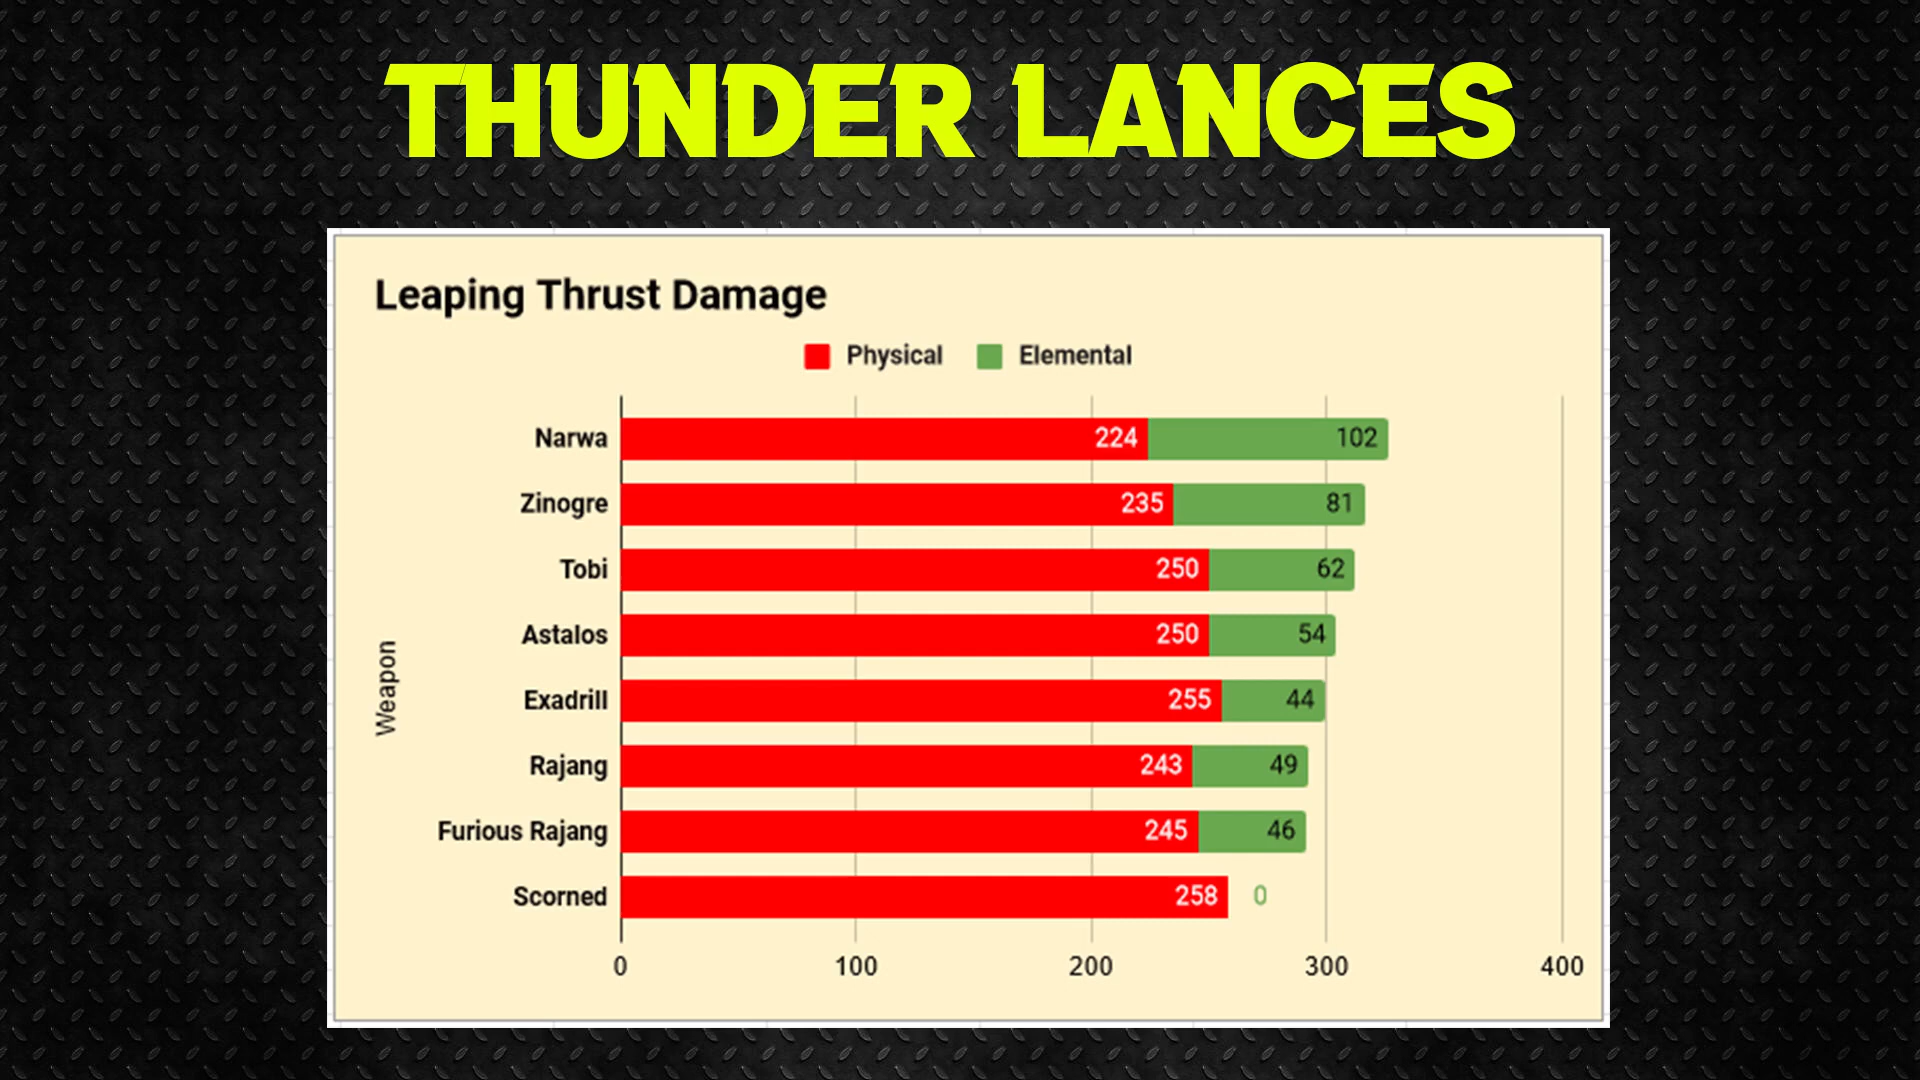 THUNDER LANCES
Leaping Thrust Damage
Physical Elemental
Weapon
Narwa 224 102
Zinogre 235 81
Tobi 250 62
Astalos 250 54
Exadrill 255 44
Rajang 243 49
Furious Rajang 245 46
Scorned 258 0
0 100 200 300 400